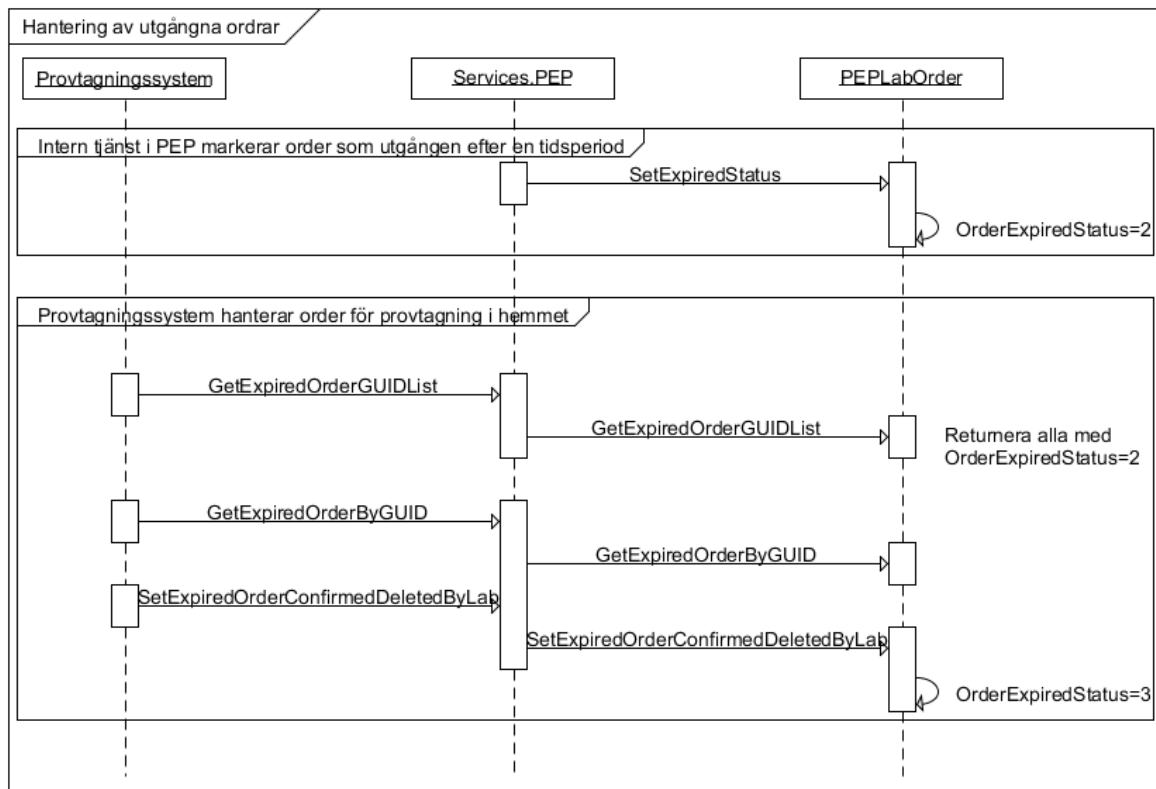 Hantering av utgångna ordrar
Provtagningssystem
Services.PEP
PEPLabOrder
Intern tjänst i PEP markerar order som utgången efter en tidsperiod
SetExpiredStatus
OrderExpiredStatus=2
Provtagningssystem hanterar order för provtagning i hemmet
GetExpiredOrderGUIDList
GetExpiredOrderGUIDList
Returnera alla med
OrderExpiredStatus=2
GetExpiredOrderByGUID
GetExpiredOrderByGUID
SetExpiredOrderConfirmedDeletedByLab
SetExpiredOrderConfirmedDeletedByLab
OrderExpiredStatus=3